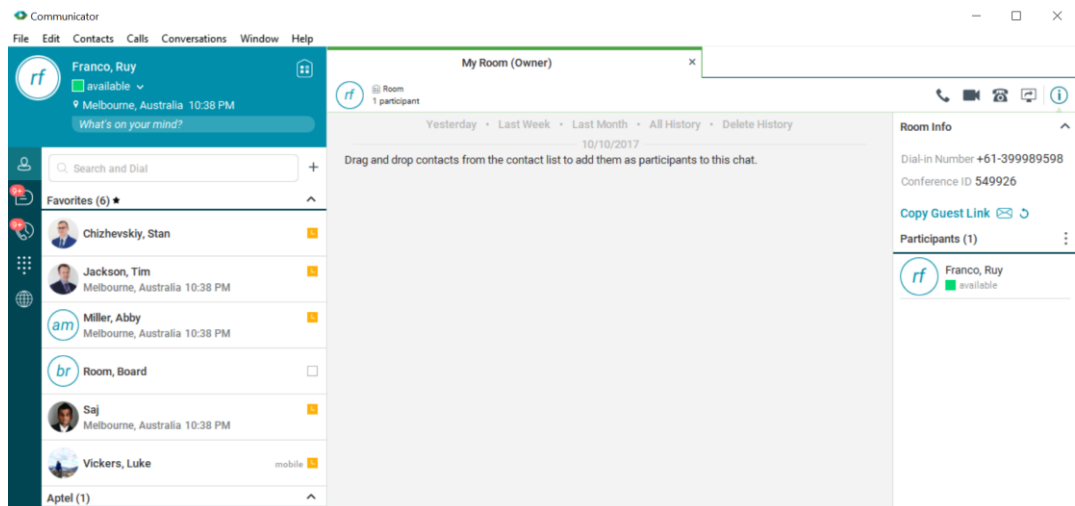 Communicator
File Edit Contacts Calls Conversations Window Help
rf
Franco, Ruy
available
Melbourne, Australia 10:38 PM
What's on your mind?
Search and Dial
+
9+
9+
Favorites (6)
Chizhevskiy, Stan
Jackson, Tim
Melbourne, Australia 10:38 PM
am
Miller, Abby
Melbourne, Australia 10:38 PM
br
Room, Board
Saj
Melbourne, Australia 10:38 PM
Vickers, Luke
mobile
Aptel (1)
My Room (Owner)
rf
Room
1 participant
Yesterday • Last Week • Last Month • All History • Delete History
10/10/2017
Drag and drop contacts from the contact list to add them as participants to this chat.
Room Info
Dial-in Number +61-399989598
Conference ID 549926
Copy Guest Link
Participants (1)
rf
Franco, Ruy
available